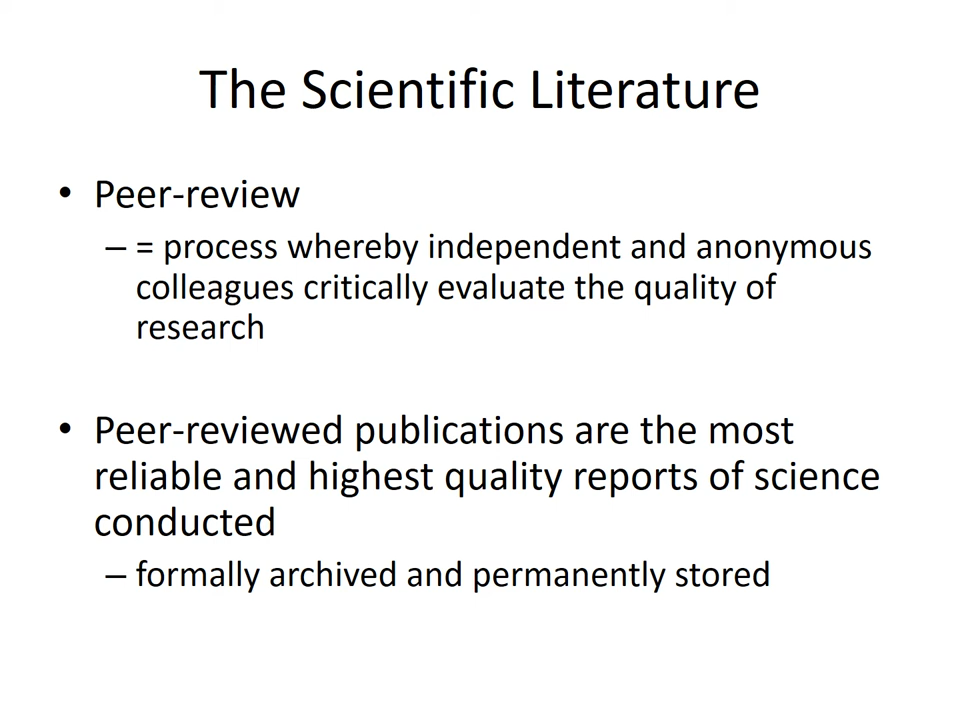 The Scientific Literature
• Peer-review
– = process whereby independent and anonymous
colleagues critically evaluate the quality of
research
• Peer-reviewed publications are the most
reliable and highest quality reports of science
conducted
– formally archived and permanently stored